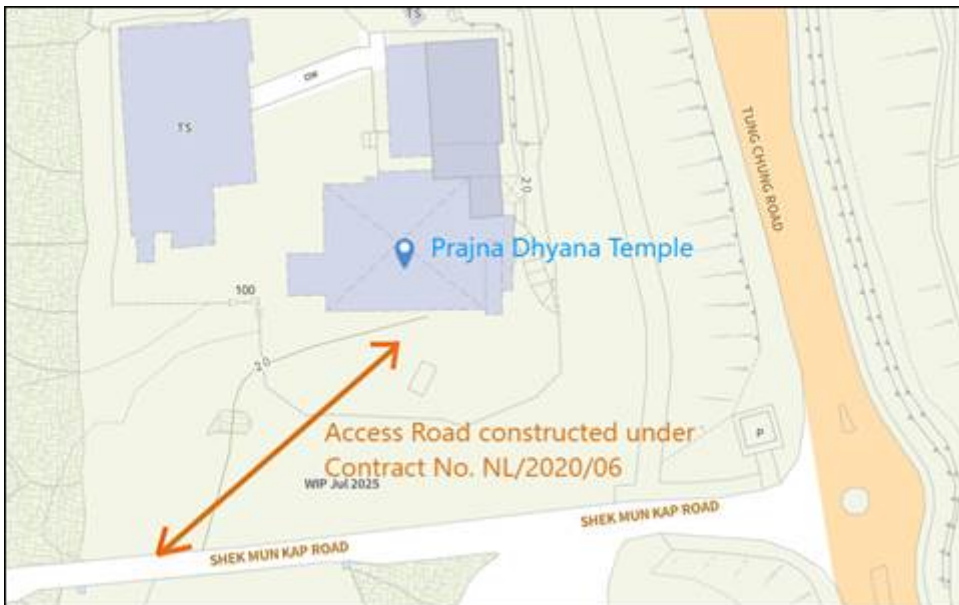 TS
TS
TUNG CHUNG ROAD
20
Prajna Dhyana Temple
100
20
Access Road constructed under
Contract No. NL/2020/06
P
WIP Jul 2025
SHEK MUN KAP ROAD
SHEK MUN KAP ROAD